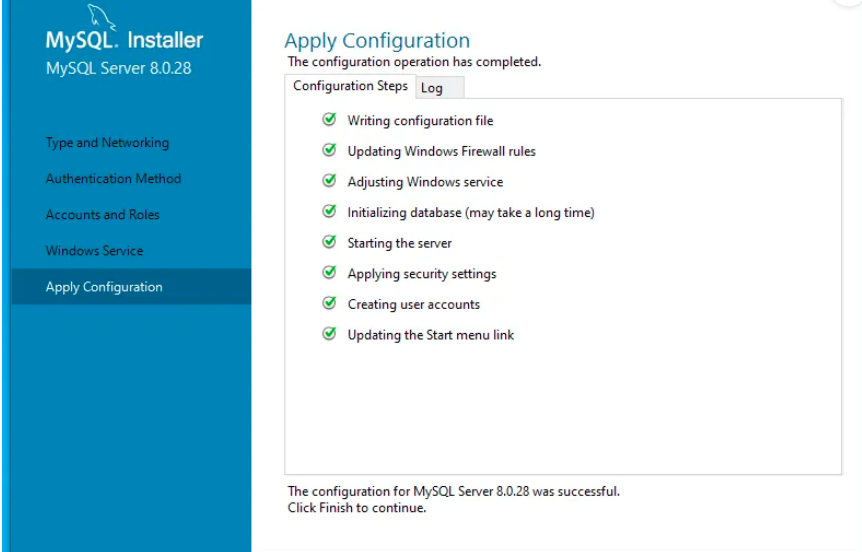 MySQL. Installer
MySQL Server 8.0.28
Type and Networking
Authentication Method
Accounts and Roles
Windows Service
Apply Configuration
Apply Configuration
The configuration operation has completed.
Configuration Steps
Log
Writing configuration file
Updating Windows Firewall rules
Adjusting Windows service
Initializing database (may take a long time)
Starting the server
Applying security settings
Creating user accounts
Updating the Start menu link
The configuration for MySQL Server 8.0.28 was successful.
Click Finish to continue.